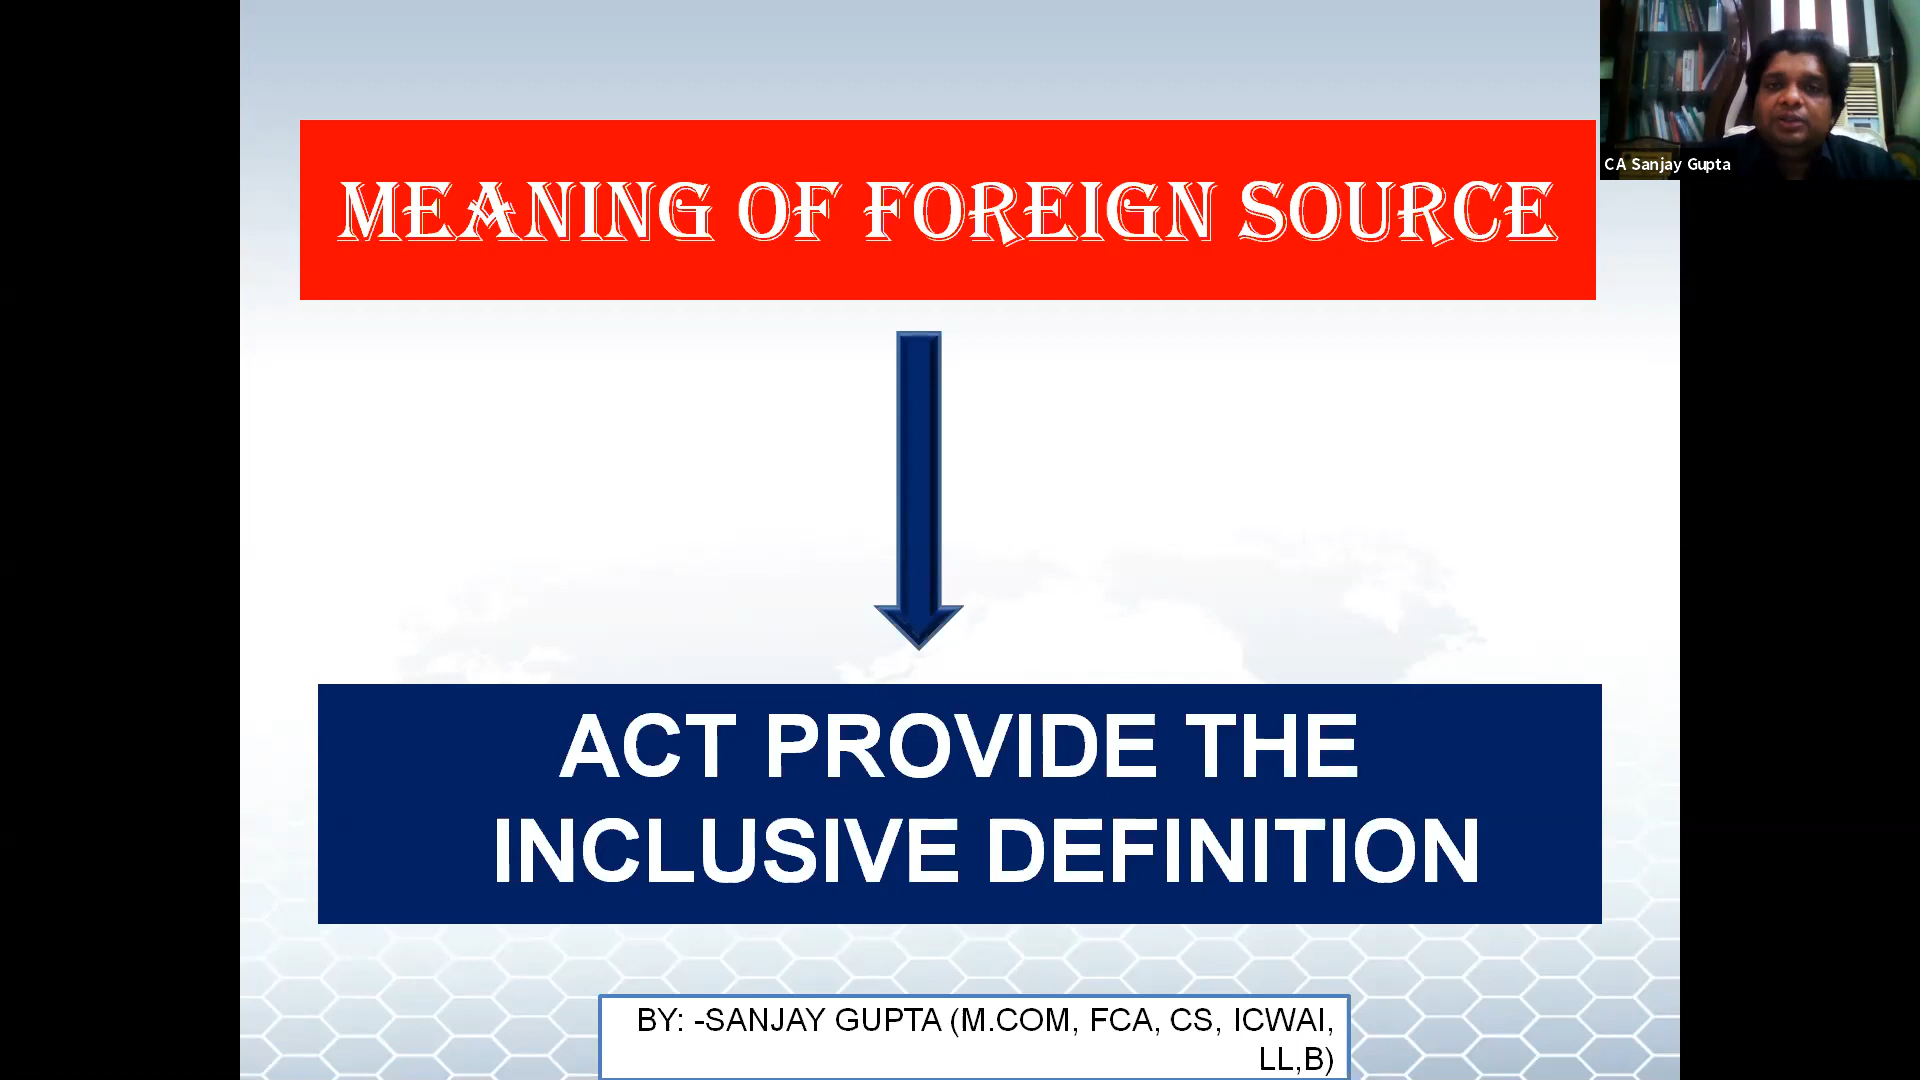 MEANING OF FOREIGN SOURCE
CA Sanjay Gupta
ACT PROVIDE THE
INCLUSIVE DEFINITION
BY: -SANJAY GUPTA (M.COM, FCA, CS, ICWAI,
LL,B)